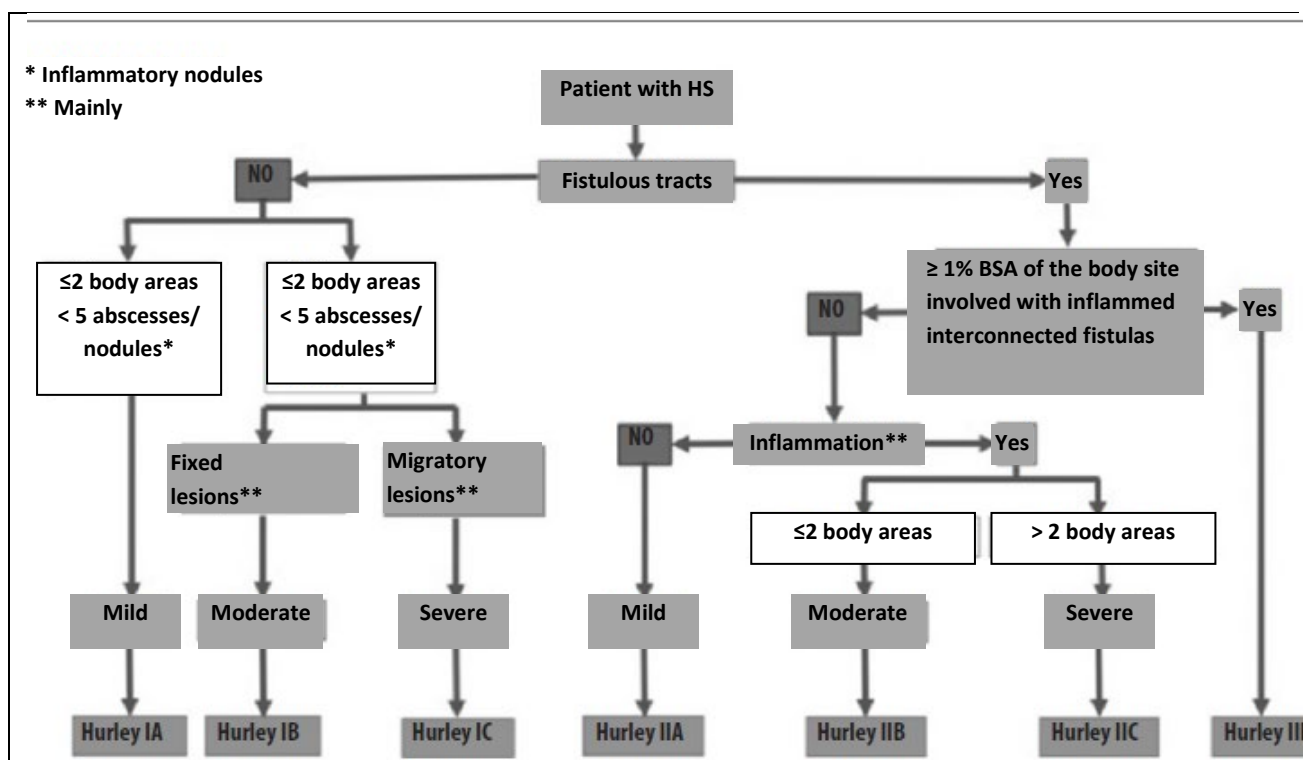 * Inflammatory nodules
** Mainly
Patient with HS
NO
Fistulous tracts
Yes
≤2 body areas
< 5 abscesses/
nodules*
≤2 body areas
< 5 abscesses/
nodules*
≥ 1% BSA of the body site
involved with inflammed
interconnected fistulas
NO
Yes
Fixed
lesions**
Migratory
lesions**
NO
Inflammation**
Yes
≤2 body areas
> 2 body areas
Mild
Moderate
Severe
Mild
Moderate
Severe
Hurley IA
Hurley IB
Hurley IC
Hurley IIA
Hurley IIB
Hurley IIC
Hurley III